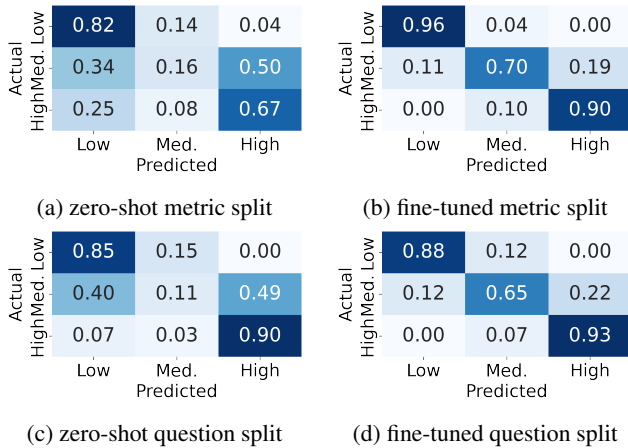 0.82 0.14 0.04
0.34 0.16 0.50
0.25 0.08 0.67
Actual
High Med. Low
Low Med. High
Predicted
(a) zero-shot metric split
0.96 0.04 0.00
0.11 0.70 0.19
0.00 0.10 0.90
Actual
High Med. Low
Low Med. High
Predicted
(b) fine-tuned metric split
0.85 0.15 0.00
0.40 0.11 0.49
0.07 0.03 0.90
Actual
High Med. Low
Low Med. High
Predicted
(c) zero-shot question split
0.88 0.12 0.00
0.12 0.65 0.22
0.00 0.07 0.93
Actual
High Med. Low
Low Med. High
Predicted
(d) fine-tuned question split